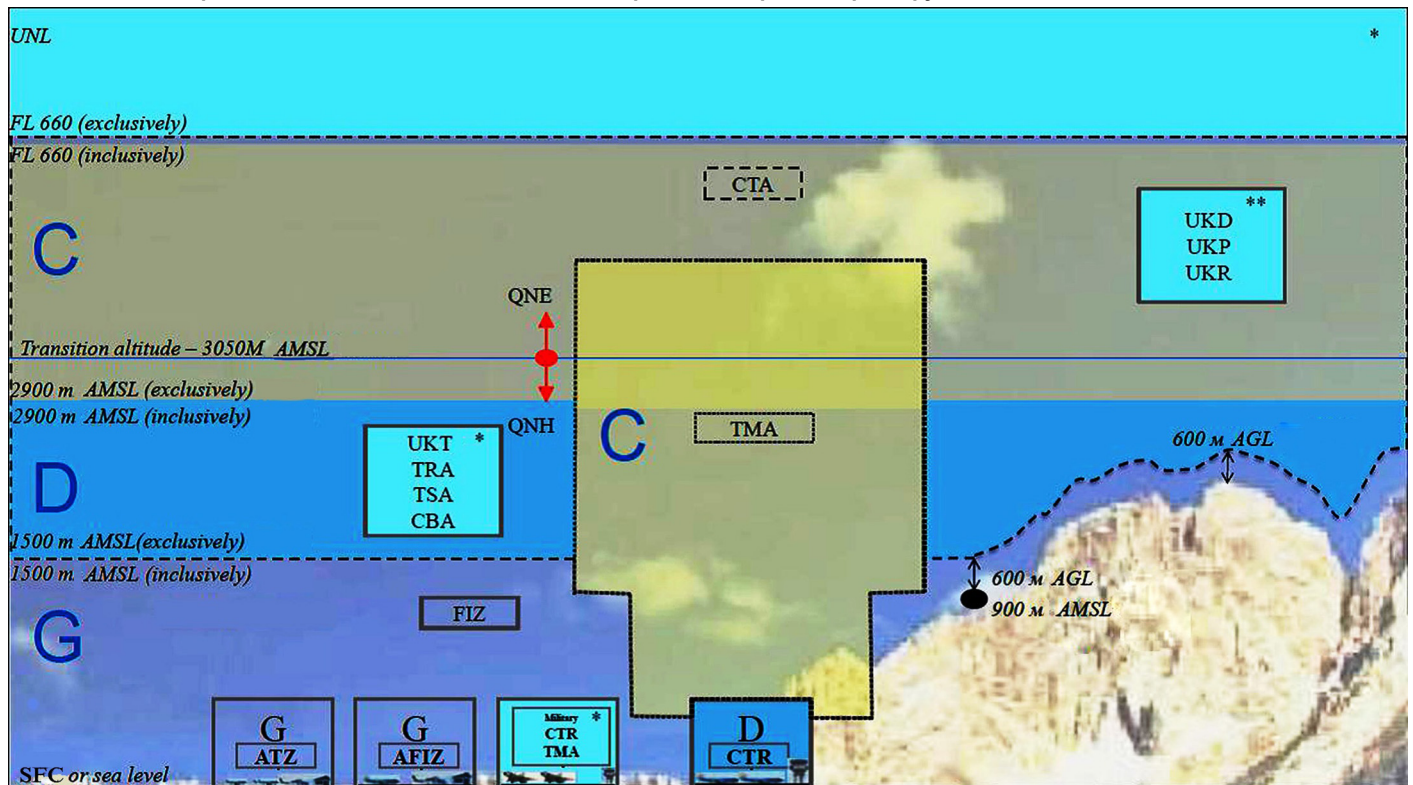 UNL
*
FL 660 (exclusively)
FL 660 (inclusively)
CTA
**
UKD
UKP
UKR
C
QNE
Transition altitude – 3050M AMSL
2900 m AMSL (exclusively)
2900 m AMSL (inclusively)
QNH
C
TMA
600 м AGL
UKT *
TRA
TSA
CBA
D
1500 m AMSL(exclusively)
1500 m AMSL (inclusively)
600 м AGL
900 м AMSL
FIZ
G
G
ATZ
G
AFIZ
Military *
CTR
TMA
D
CTR
SFC or sea level